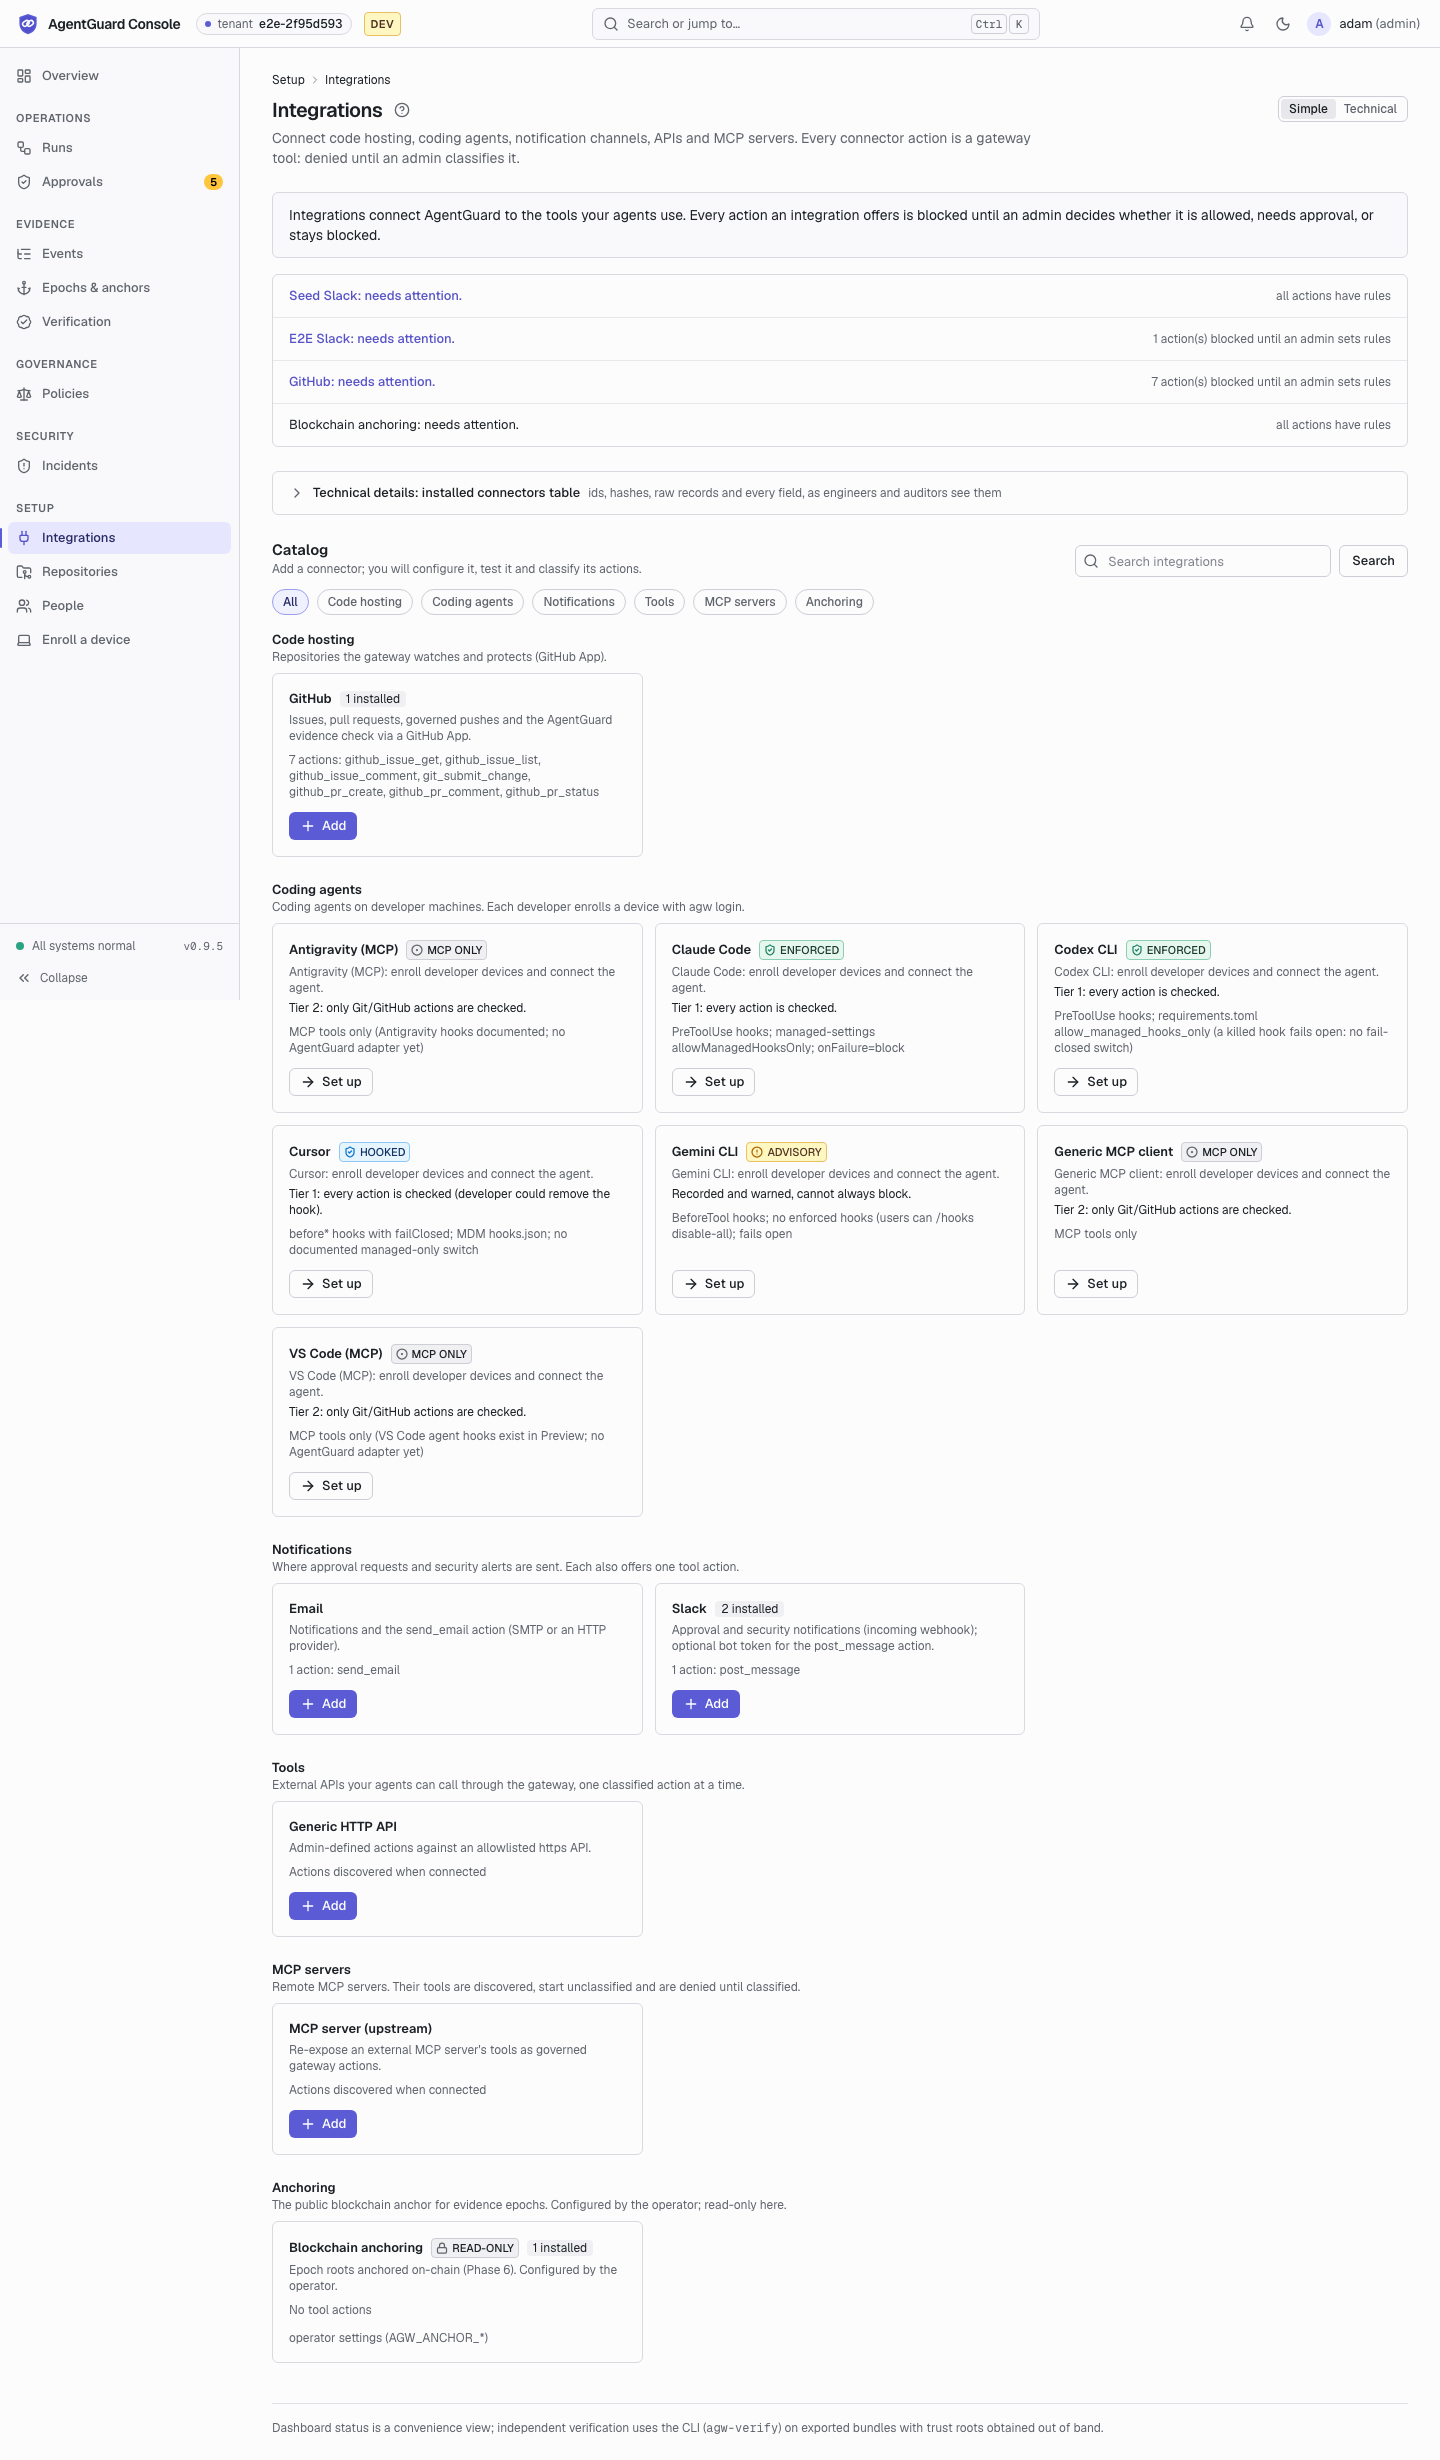 AgentGuard Console
tenant e2e-2f95d593
DEV
Search or jump to...
Ctrl K
A
adam (admin)
Overview
OPERATIONS
Runs
Approvals 5
EVIDENCE
Events
Epochs & anchors
Verification
GOVERNANCE
Policies
SECURITY
Incidents
SETUP
Integrations
Repositories
People
Enroll a device
All systems normal v0.9.5
Collapse
Setup > Integrations
Integrations
Simple Technical
Connect code hosting, coding agents, notification channels, APIs and MCP servers. Every connector action is a gateway
tool: denied until an admin classifies it.
Integrations connect AgentGuard to the tools your agents use. Every action an integration offers is blocked until an admin decides whether it is allowed, needs approval, or
stays blocked.
Seed Slack: needs attention. all actions have rules
E2E Slack: needs attention. 1 action(s) blocked until an admin sets rules
GitHub: needs attention. 7 action(s) blocked until an admin sets rules
Blockchain anchoring: needs attention. all actions have rules
Technical details: installed connectors table ids, hashes, raw records and every field, as engineers and auditors see them
Catalog
Add a connector; you will configure it, test it and classify its actions.
Search integrations
Search
All Code hosting Coding agents Notifications Tools MCP servers Anchoring
Code hosting
Repositories the gateway watches and protects (GitHub App).
GitHub 1 installed
Issues, pull requests, governed pushes and the AgentGuard
evidence check via a GitHub App.
7 actions: github_issue_get, github_issue_list,
github_issue_comment, git_submit_change,
github_pr_create, github_pr_comment, github_pr_status
Add
Coding agents
Coding agents on developer machines. Each developer enrolls a device with agw login.
Antigravity (MCP) MCP ONLY
Antigravity (MCP): enroll developer devices and connect the
agent.
Tier 2: only Git/GitHub actions are checked.
MCP tools only (Antigravity hooks documented; no
AgentGuard adapter yet)
Set up
Claude Code ENFORCED
Claude Code: enroll developer devices and connect the
agent.
Tier 1: every action is checked.
PreToolUse hooks; managed-settings
allowManagedHooksOnly; onFailure=block
Set up
Codex CLI ENFORCED
Codex CLI: enroll developer devices and connect the agent.
Tier 1: every action is checked.
PreToolUse hooks; requirements.toml
allow_managed_hooks_only (a killed hook fails open: no fail-
closed switch)
Set up
Cursor HOOKED
Cursor: enroll developer devices and connect the agent.
Tier 1: every action is checked (developer could remove the
hook).
before* hooks with failClosed; MDM hooks.json; no
documented managed-only switch
Set up
Gemini CLI ADVISORY
Gemini CLI: enroll developer devices and connect the agent.
Recorded and warned, cannot always block.
BeforeTool hooks; no enforced hooks (users can /hooks
disable-all); fails open
Set up
Generic MCP client MCP ONLY
Generic MCP client: enroll developer devices and connect the
agent.
Tier 2: only Git/GitHub actions are checked.
MCP tools only
Set up
VS Code (MCP) MCP ONLY
VS Code (MCP): enroll developer devices and connect the
agent.
Tier 2: only Git/GitHub actions are checked.
MCP tools only (VS Code agent hooks exist in Preview; no
AgentGuard adapter yet)
Set up
Notifications
Where approval requests and security alerts are sent. Each also offers one tool action.
Email
Notifications and the send_email action (SMTP or an HTTP
provider).
1 action: send_email
Add
Slack 2 installed
Approval and security notifications (incoming webhook);
optional bot token for the post_message action.
1 action: post_message
Add
Tools
External APIs your agents can call through the gateway, one classified action at a time.
Generic HTTP API
Admin-defined actions against an allowlisted https API.
Actions discovered when connected
Add
MCP servers
Remote MCP servers. Their tools are discovered, start unclassified and are denied until classified.
MCP server (upstream)
Re-expose an external MCP server's tools as governed
gateway actions.
Actions discovered when connected
Add
Anchoring
The public blockchain anchor for evidence epochs. Configured by the operator; read-only here.
Blockchain anchoring READ-ONLY 1 installed
Epoch roots anchored on-chain (Phase 6). Configured by the
operator.
No tool actions
operator settings (AGW_ANCHOR_*)
Dashboard status is a convenience view; independent verification uses the CLI (agw-verify) on exported bundles with trust roots obtained out of band.